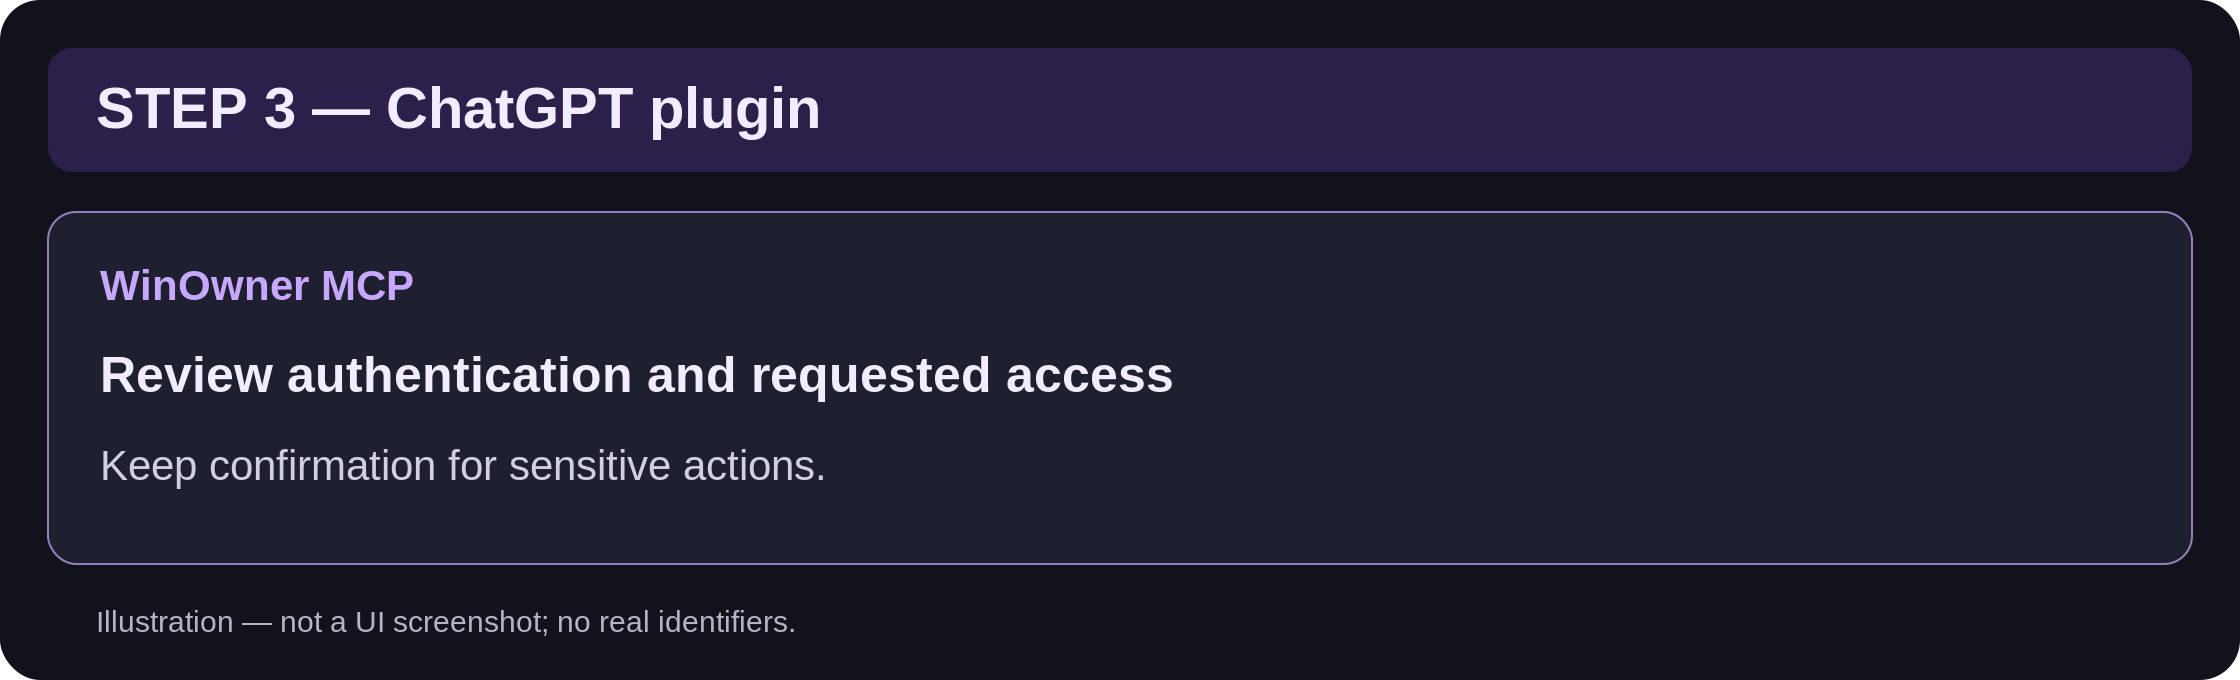 STEP 3 — ChatGPT plugin
WinOwner MCP
Review authentication and requested access
Keep confirmation for sensitive actions.
Illustration — not a UI screenshot; no real identifiers.